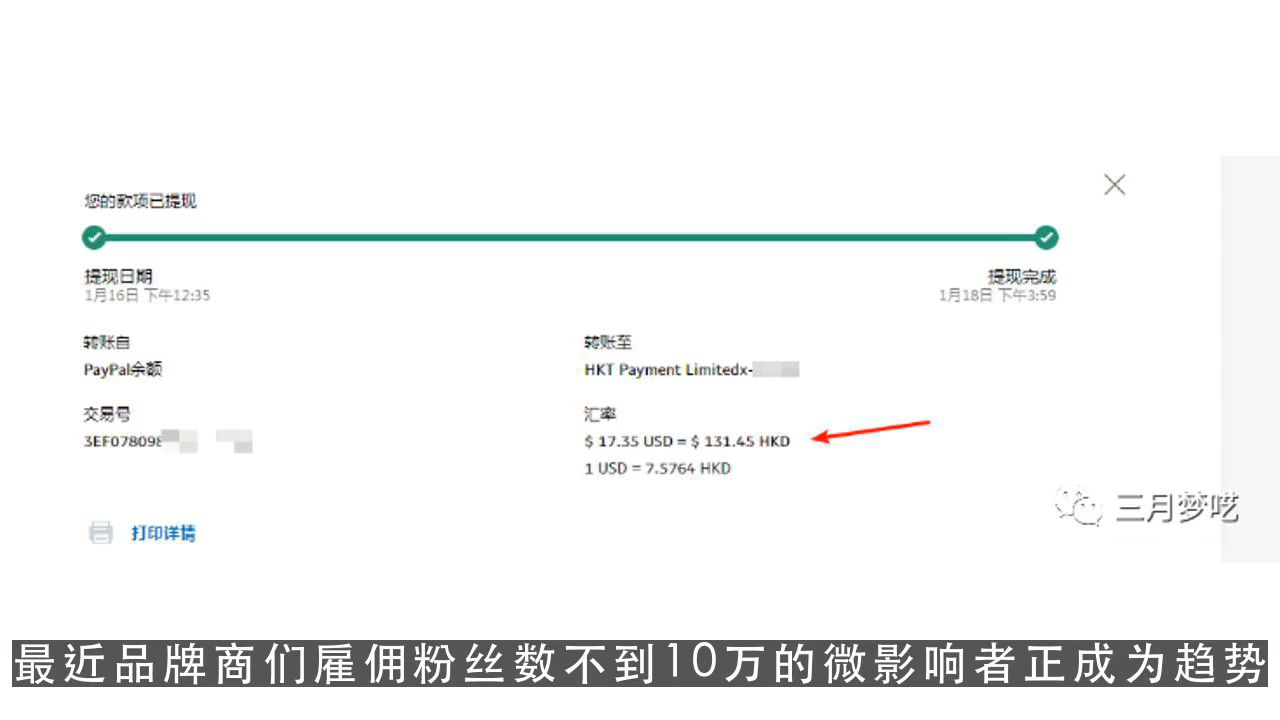 您的款项已提现
提现日期
提现完成
1月16日 下午12:35
1月18日 下午3:59
转账自
转账至
PayPal余额
HKT Payment Limitedx-
交易号
汇率
3EF078098
$ 17.35 USD = $ 131.45 HKD
1 USD = 7.5764 HKD
三月梦呓
打印详情
最近品牌商们雇佣粉丝数不到10万的微影响者正成为趋势